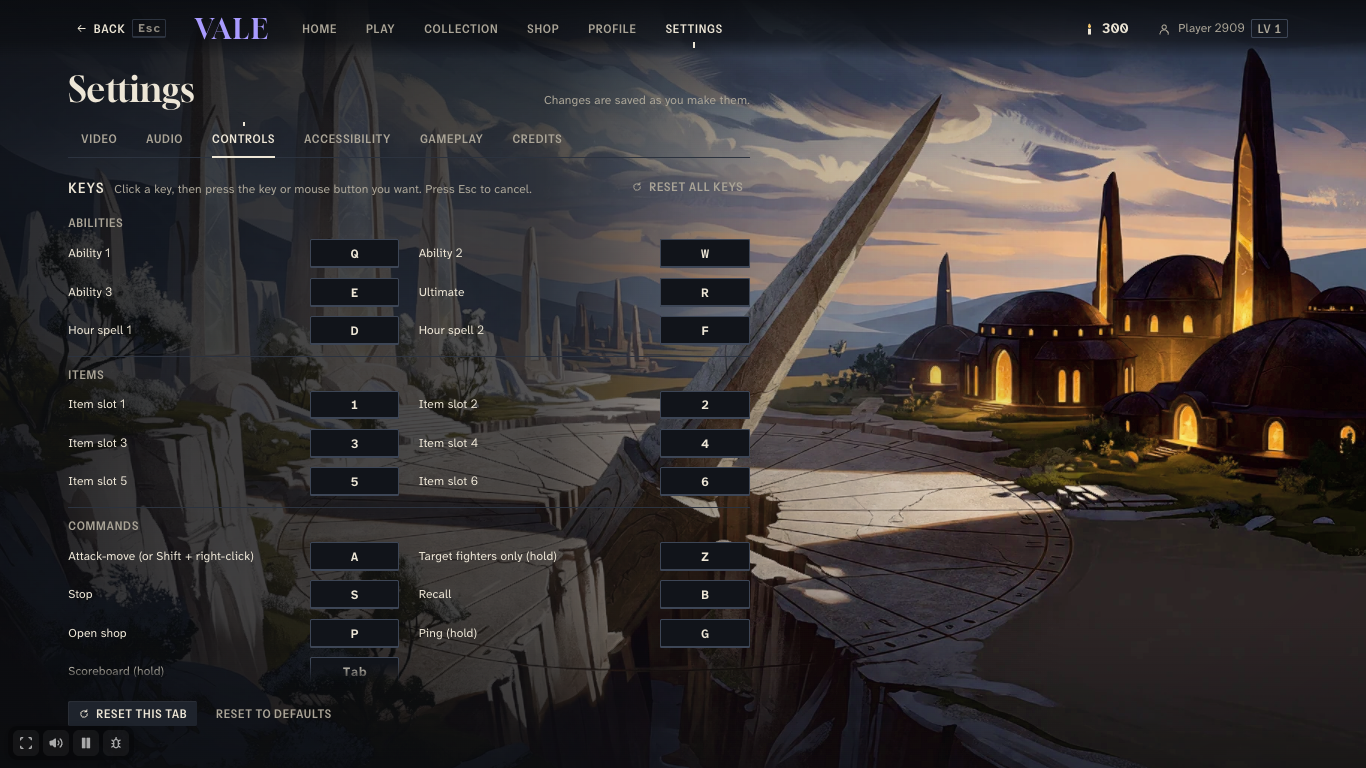 ← BACK Esc VALE HOME PLAY COLLECTION SHOP PROFILE SETTINGS 300 Player 2909 LV 1
Settings
Changes are saved as you make them.
VIDEO AUDIO CONTROLS ACCESSIBILITY GAMEPLAY CREDITS
KEYS Click a key, then press the key or mouse button you want. Press Esc to cancel. RESET ALL KEYS
ABILITIES
Ability 1 Q Ability 2 W
Ability 3 E Ultimate R
Hour spell 1 D Hour spell 2 F
ITEMS
Item slot 1 1 Item slot 2 2
Item slot 3 3 Item slot 4 4
Item slot 5 5 Item slot 6 6
COMMANDS
Attack-move (or Shift + right-click) A Target fighters only (hold) Z
Stop S Recall B
Open shop P Ping (hold) G
Scoreboard (hold) Tab
RESET THIS TAB RESET TO DEFAULTS